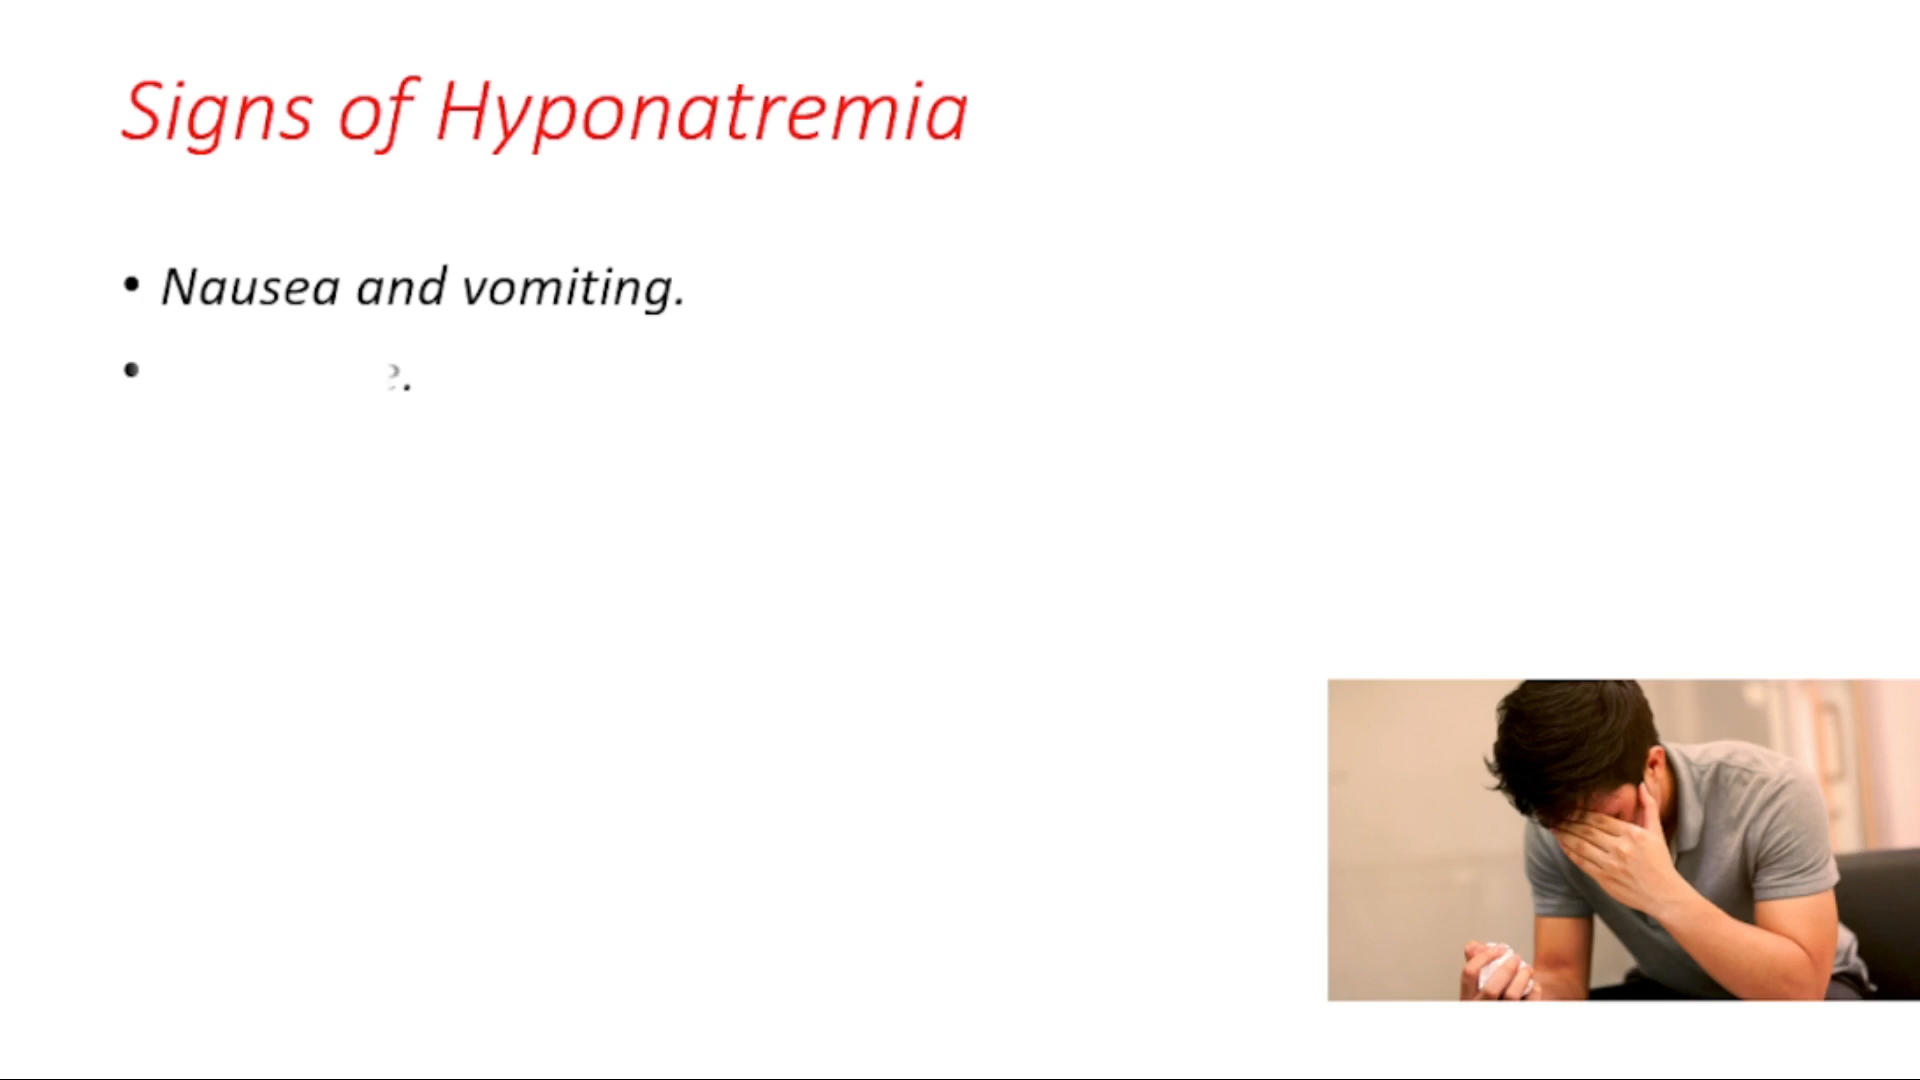 Signs of Hyponatremia
• Nausea and vomiting.